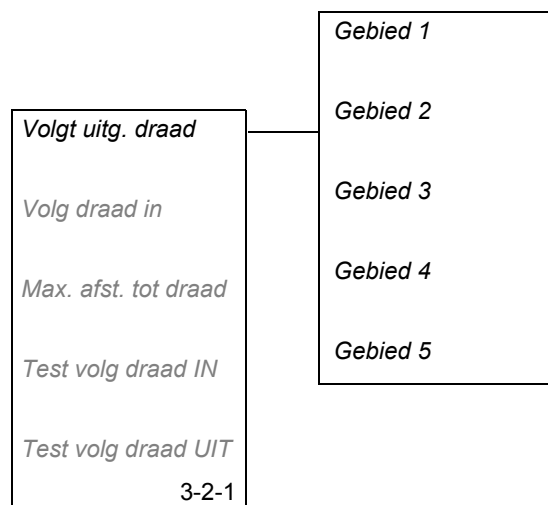 Volgt uitg. draad
Volg draad in
Max. afst. tot draad
Test volg draad IN
Test volg draad UIT
3-2-1
Gebied 1
Gebied 2
Gebied 3
Gebied 4
Gebied 5